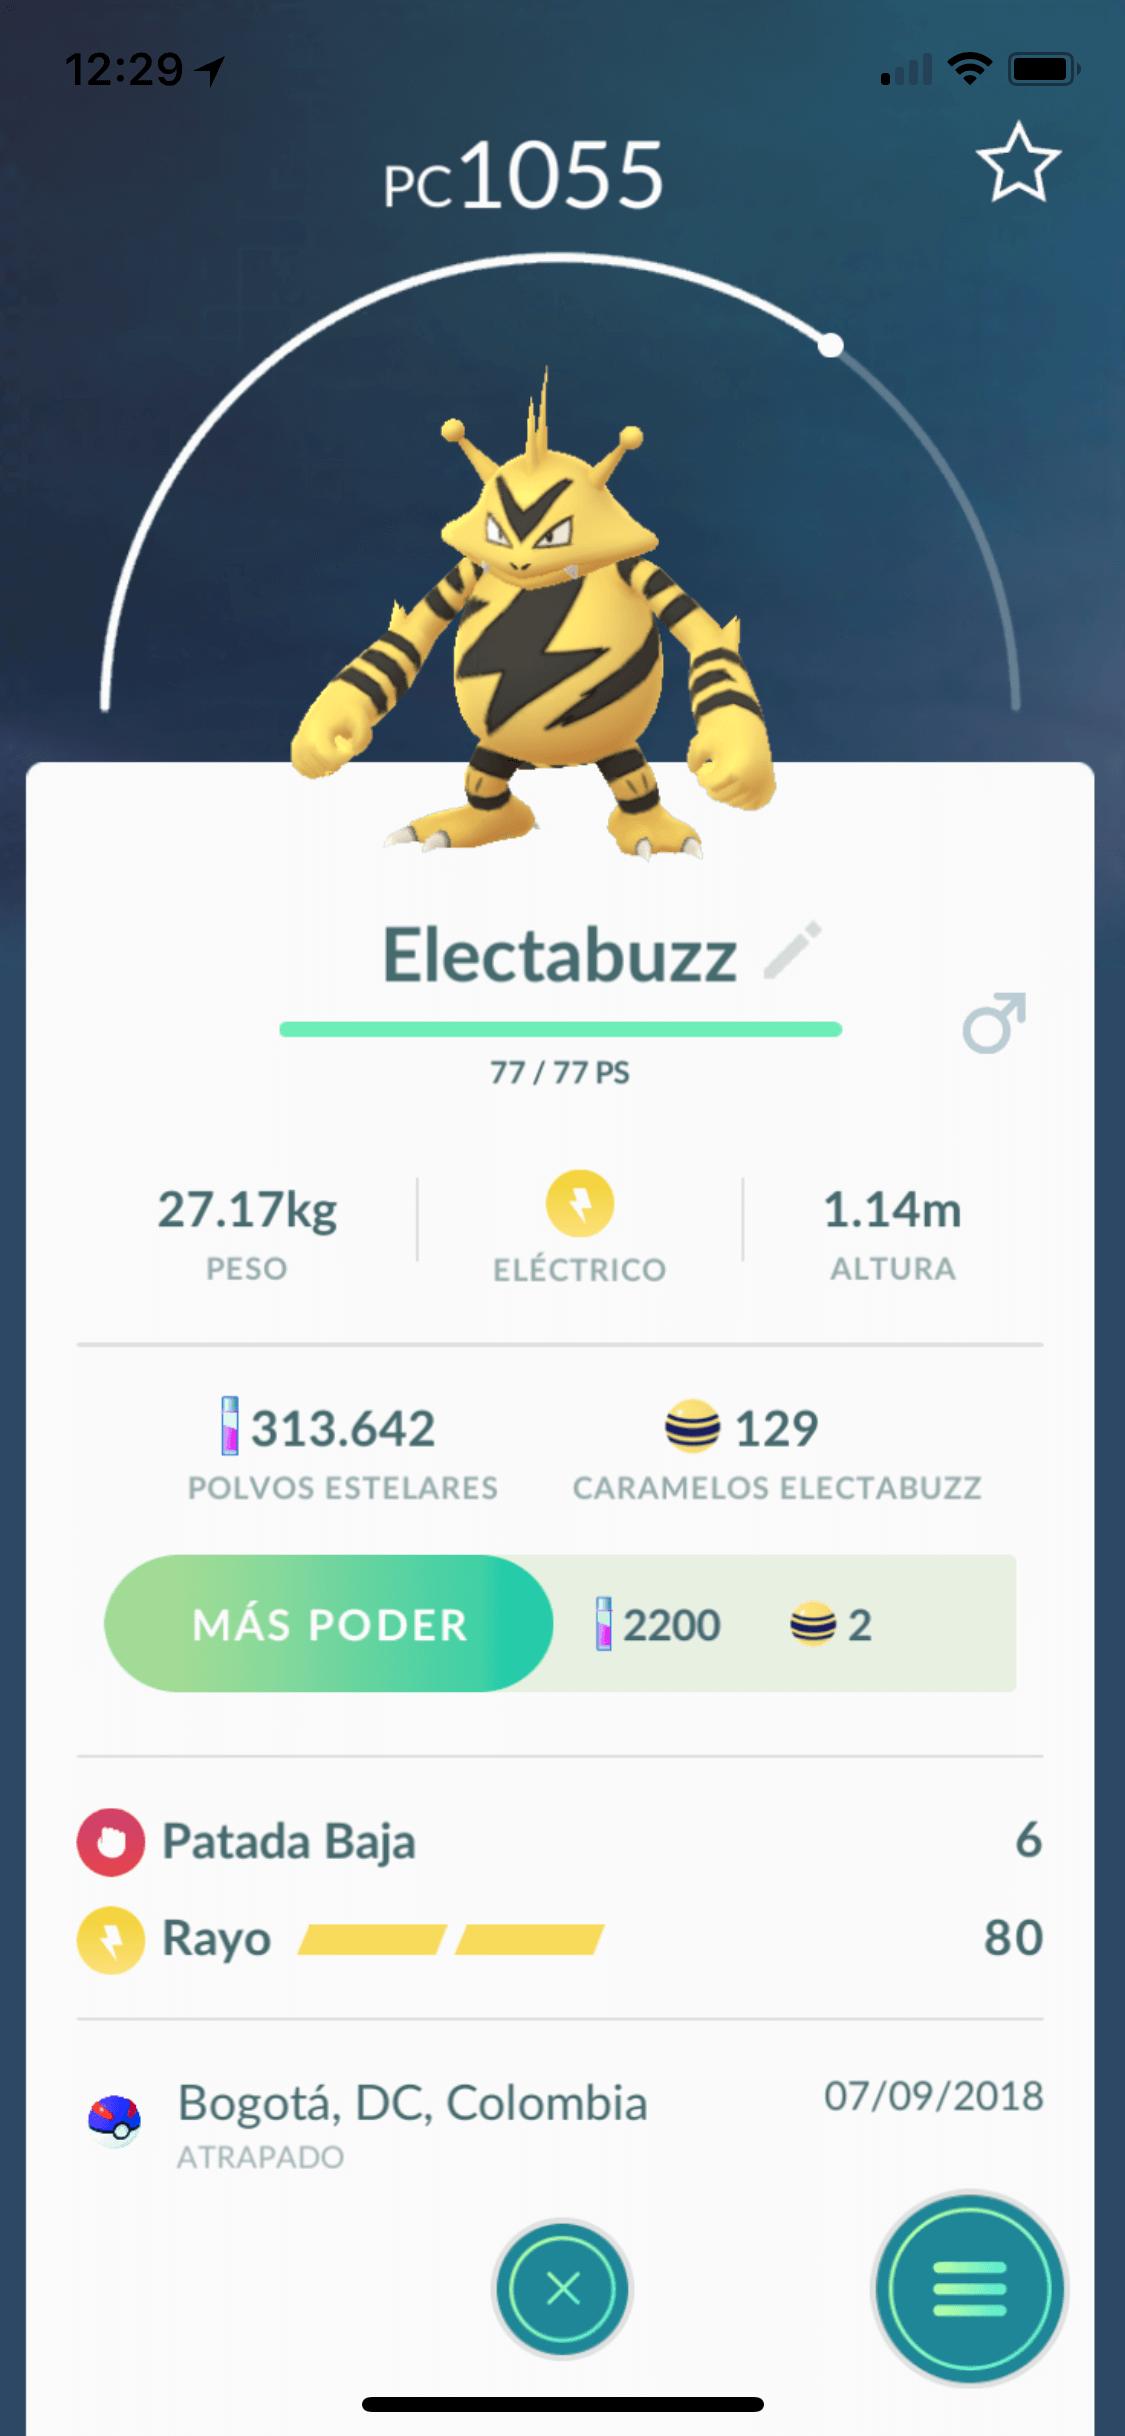 12:29
PC1055
Electabuzz
77 / 77 PS
27.17kg
PESO
ELÉCTRICO
1.14m
ALTURA
313.642
POLVOS ESTELARES
129
CARAMELOS ELECTABUZZ
MÁS PODER 2200 2
Patada Baja 6
Rayo 80
Bogotá, DC, Colombia 07/09/2018
ATRAPADO